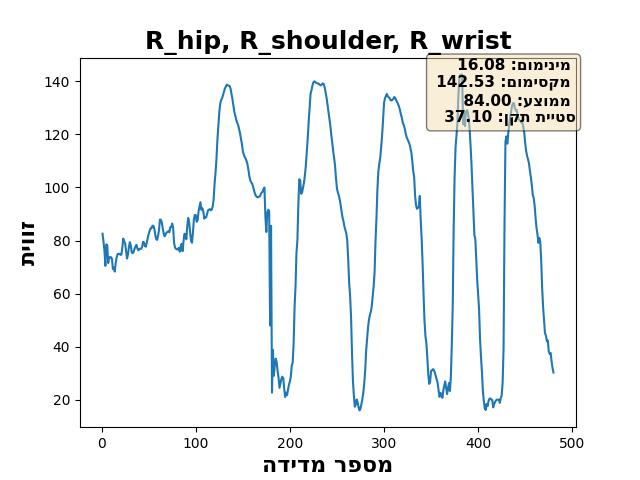 R_hip, R_shoulder, R_wrist
מינימום: 16.08
מקסימום: 142.53
ממוצע: 84.00
סטיית תקן: 37.10
140
120
100
80
60
40
20
זווית
0 100 200 300 400 500
מספר מדידה